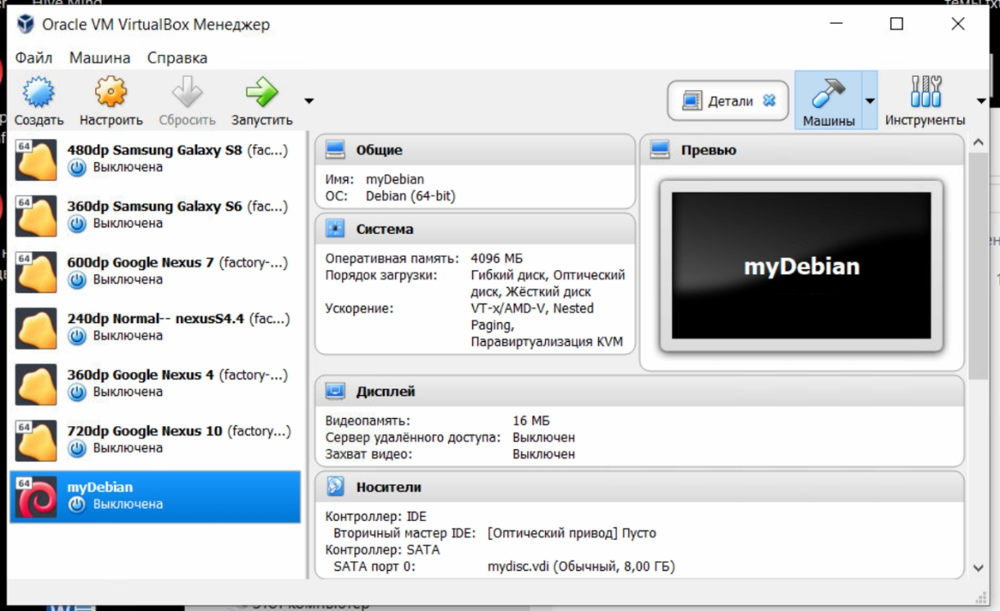 Oracle VM VirtualBox Менеджер
Файл Машина Справка
Создать Настроить Сбросить Запустить
Детали Машины Инструменты
64 480dp Samsung Galaxy S8 (fac...)
Выключена
64 360dp Samsung Galaxy S6 (fac...)
Выключена
64 600dp Google Nexus 7 (factory-...)
Выключена
240dp Normal-- nexusS4.4 (fac...)
Выключена
360dp Google Nexus 4 (factory-...)
Выключена
64 720dp Google Nexus 10 (factory...)
Выключена
64 myDebian
Выключена
Общие
Имя: myDebian
ОС: Debian (64-bit)
Система
Оперативная память: 4096 МБ
Порядок загрузки: Гибкий диск, Оптический
диск, Жёсткий диск
Ускорение: VT-x/AMD-V, Nested
Paging,
Паравиртуализация KVM
Превью
myDebian
Дисплей
Видеопамять: 16 МБ
Сервер удалённого доступа: Выключен
Захват видео: Выключен
Носители
Контроллер: IDE
Вторичный мастер IDE: [Оптический привод] Пусто
Контроллер: SATA
SATA порт 0: mydisc.vdi (Обычный, 8,00 ГБ)